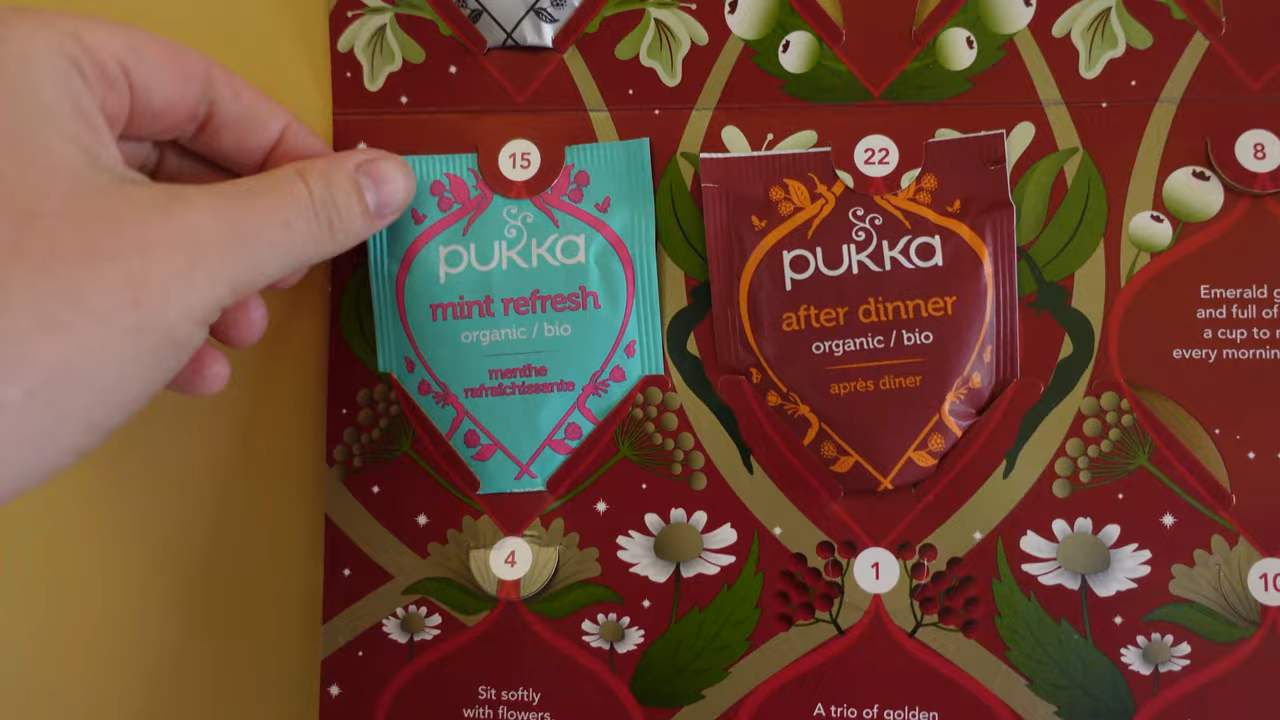 15
pukka
mint refresh
organic / bio
menthe
rafraîchissante
22
pukka
after dinner
organic / bio
après dîner
8
Emerald g
and full of
a cup to
every mornin
4
Sit softly
with flowers,
1
A trio of golden
10